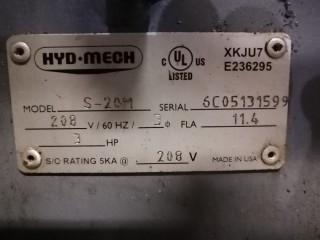 HYD·MECH
C UL US LISTED
XKJU7
E236295
MODEL S-20M SERIAL 6C05131599
208 V / 60 HZ / 3 ϕ FLA 11.4
3 HP
S/C RATING 5KA @ 208 V MADE IN USA